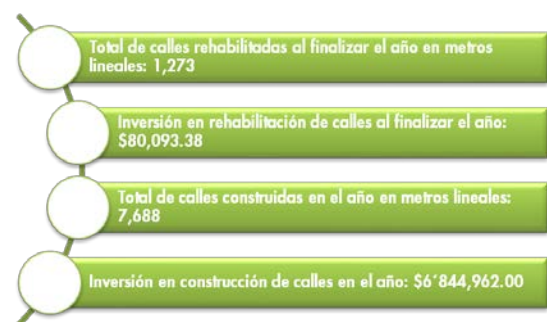 Total de calles rehabilitadas al finalizar el año en metros
lineales: 1,273
Inversión en rehabilitación de calles al finalizar el año:
$80,093.38
Total de calles construidas en el año en metros lineales:
7,688
Inversión en construcción de calles en el año: $6´844,962.00